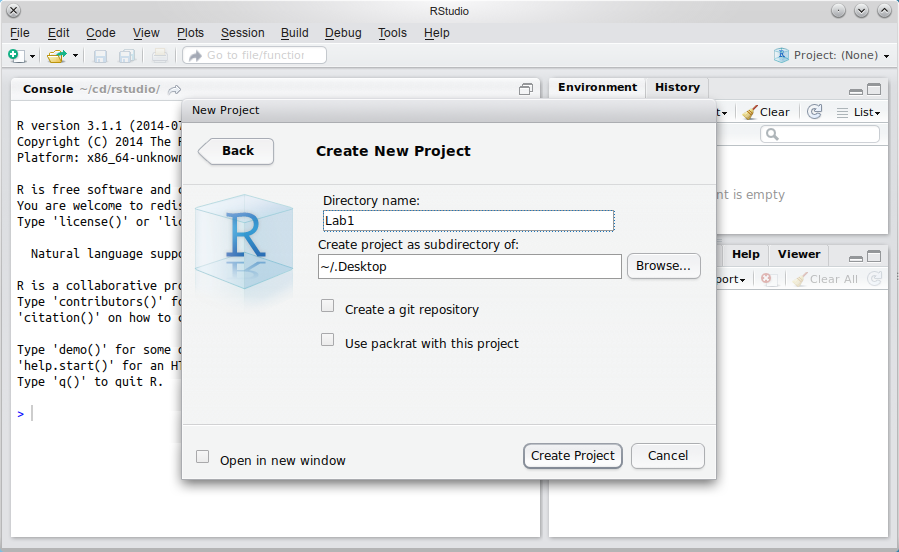 RStudio
File Edit Code View Plots Session Build Debug Tools Help
Go to file/function
Project: (None)
Console ~/cd/rstudio/
Environment History
Clear
List
R version 3.1.1 (2014-07
Copyright (C) 2014 The
Platform: x86_64-unknown
R is free software and
You are welcome to redis
Type 'license()' or 'lic
Natural language suppo
R is a collaborative pro
Type 'contributors()' fo
'citation()' on how to
Type 'demo()' for some
'help.start()' for an HT
Type 'q()' to quit R.
>
New Project
Back
Create New Project
R
Directory name:
Lab1
Create project as subdirectory of:
~/.Desktop
Browse...
Create a git repository
Use packrat with this project
Open in new window
Create Project
Cancel
is empty
Help Viewer
port
Clear All